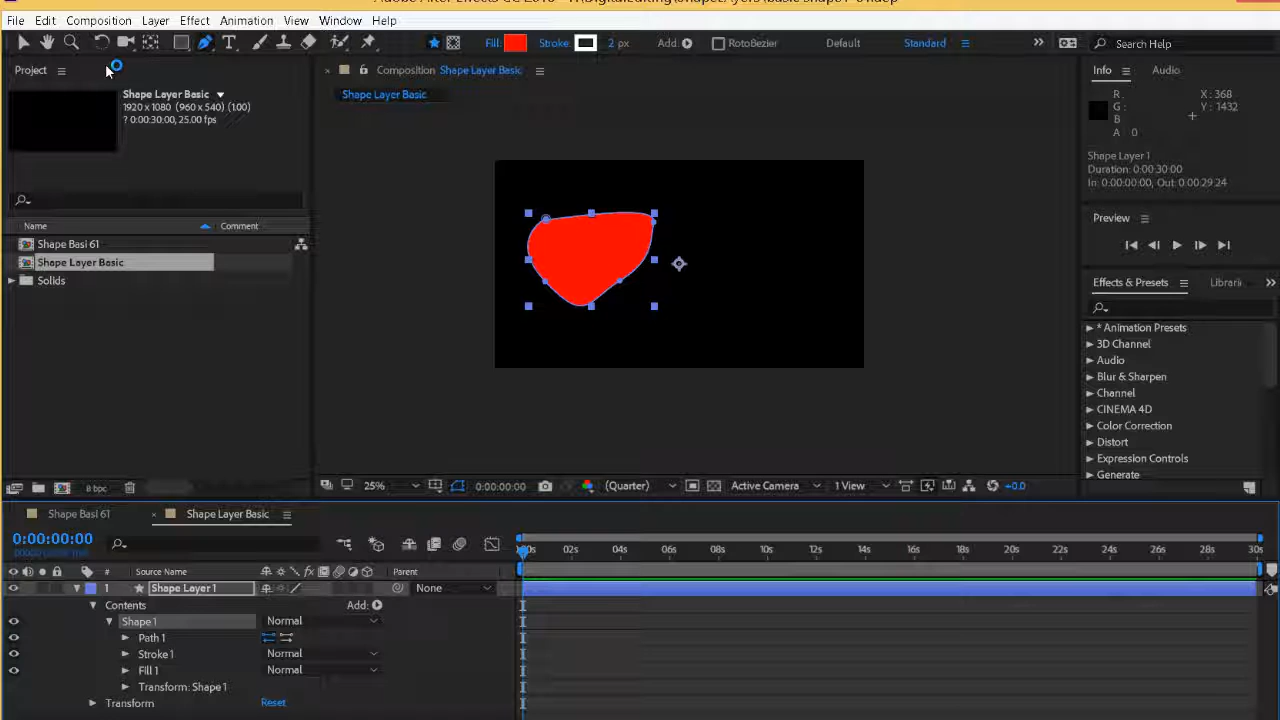 File Edit Composition Layer Effect Animation View Window Help
Fill: Stroke: 2 px Add: RotoBezier Default Standard Search Help
Project
Shape Layer Basic
1920 x 1080 (960 x 540) (1.00)
? 0:00:30:00, 25.00 fps
Name Comment
Shape Basi 61
Shape Layer Basic
Solids
8 bpc
Composition Shape Layer Basic
Shape Layer Basic
25% 0:00:00:00 (Quarter) Active Camera 1 View +0.0
Info Audio
R :
G :
B :
A : 0
X : 368
Y : 1432
Shape Layer 1
Duration: 0:00:30:00
In: 0:00:00:00, Out: 0:00:29:24
Preview
Effects & Presets Librari
* Animation Presets
3D Channel
Audio
Blur & Sharpen
Channel
CINEMA 4D
Color Correction
Distort
Expression Controls
Generate
Shape Basi 61 Shape Layer Basic
0:00:00:00
02s 04s 06s 08s 10s 12s 14s 16s 18s 20s 22s 24s 26s 28s 30s
# Source Name Parent
1 Shape Layer 1 None
Contents Add:
Shape 1 Normal
Path 1
Stroke 1 Normal
Fill 1 Normal
Transform: Shape 1
Transform Reset